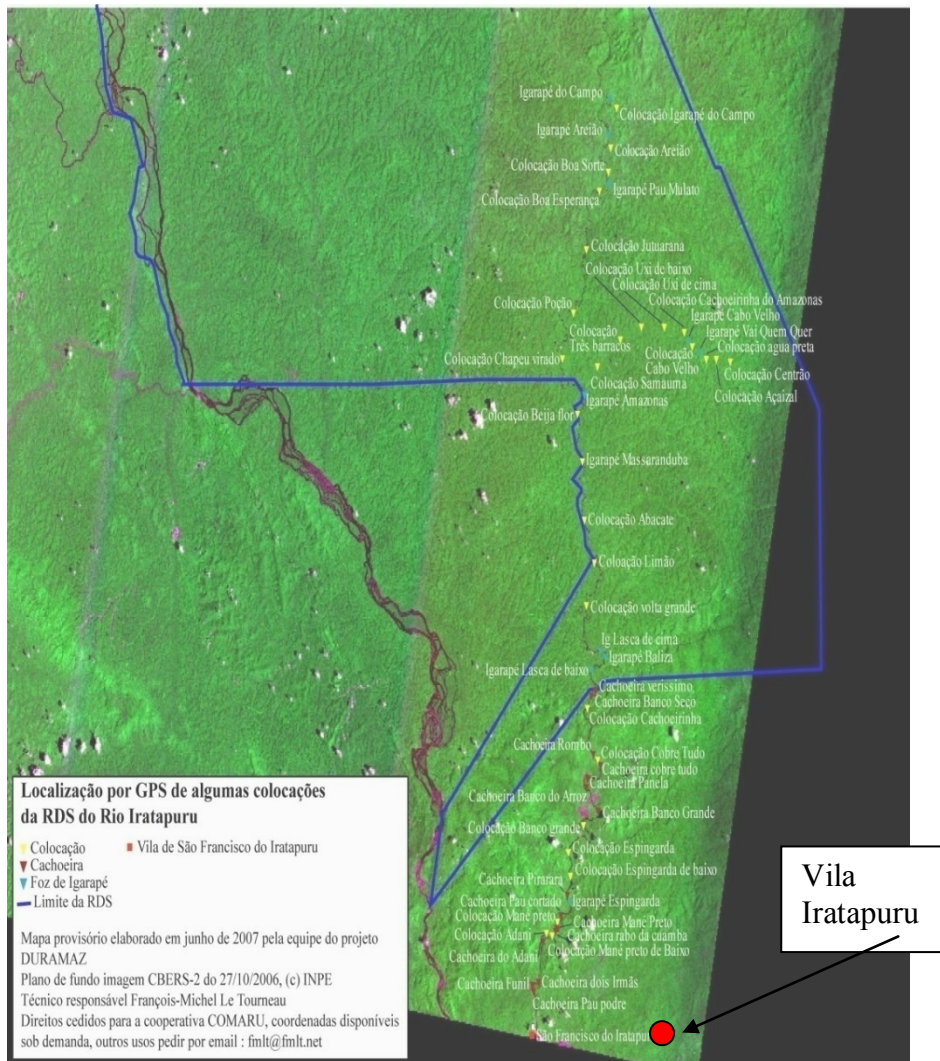 Igarapé do Campo
Colocação Igarapé do Campo
Igarapé Areião
Colocação Areião
Colocação Boa Sorte
Igarapé Pau Mulato
Colocação Boa Esperança
Colocação Jutuarana
Colocação Uxi de baixo
Colocação Uxi de cima
Colocação Cachoeirinha do Amazonas
Colocação Poção
Igarapé Cabo Velho
Igarapé Vai Quem Quer
Colocação
Três barracos
Colocação agua preta
Colocação
Cabo Velho
Colocação Chapeu virado
Colocação Centrão
Colocação Samauma
Colocação Açaizal
Igarapé Amazonas
Colocação Beija flor
Igarapé Massaranduba
Colocação Abacate
Coloação Limão
Colocação volta grande
Ig Lasca de cima
Igarapé Baliza
Igarapé Lasca de baixo
Cachoeira verissimo
Cachoeira Banco Seco
Colocação Cachoeirinha
Cachoeira Rombo
Colocação Cobre Tudo
Cachoeira cobre tudo
Cachoeira Panela
Cachoeira Banco do Arroz
Cachoeira Banco Grande
Colocação Banco grande
Colocação Espingarda
Colocação Espingarda de baixo
Cachoeira Pirarara
Cachoeira Pau cortado
Igarapé Espingarda
Colocação Mané preto
Cachoeira Mané Preto
Colocação Adani
Cachoeira rabo da cuamba
Colocação Mané preto de Baixo
Cachoeira do Adani
Cachoeira Funil
Cachoeira dois Irmãs
Cachoeira Pau podre
São Francisco do Iratapur
Localização por GPS de algumas colocações
da RDS do Rio Iratapuru
Colocação
Vila de São Francisco do Iratapuru
Cachoeira
Foz de Igarapé
Limite da RDS
Mapa provisório elaborado em junho de 2007 pela equipe do projeto
DURAMAZ
Plano de fundo imagem CBERS-2 do 27/10/2006, (c) INPE
Técnico responsável François-Michel Le Tourneau
Direitos cedidos para a cooperativa COMARU, coordenadas disponíveis
sob demanda, outros usos pedir por email : fmlt@fmlt.net
Vila
Iratapuru